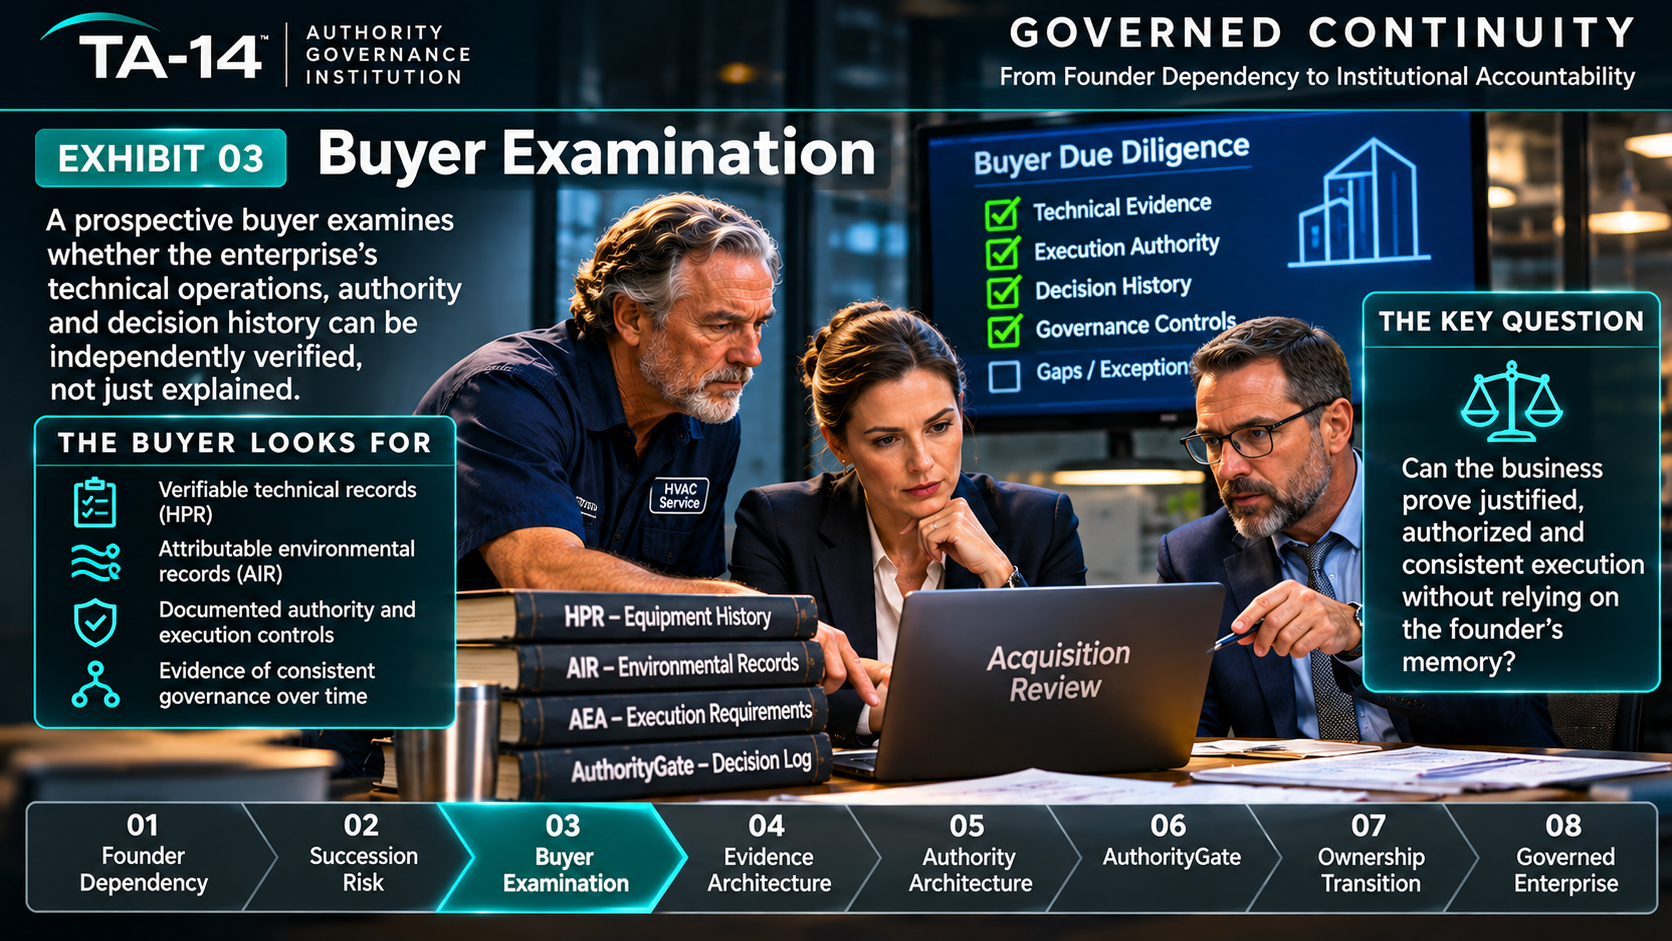 TA-14™
AUTHORITY
GOVERNANCE
INSTITUTION
GOVERNED CONTINUITY
From Founder Dependency to Institutional Accountability
EXHIBIT 03
Buyer Examination
A prospective buyer examines
whether the enterprise's
technical operations, authority
and decision history can be
independently verified,
not just explained.
THE BUYER LOOKS FOR
Verifiable technical records
(HPR)
Attributable environmental
records (AIR)
Documented authority and
execution controls
Evidence of consistent
governance over time
HVAC
Service
HPR – Equipment History
AIR – Environmental Records
AEA – Execution Requirements
AuthorityGate – Decision Log
Buyer Due Diligence
Technical Evidence
Execution Authority
Decision History
Governance Controls
Gaps / Exception
Acquisition
Review
THE KEY QUESTION
Can the business
prove justified,
authorized and
consistent execution
without relying on
the founder's
memory?
01
Founder
Dependency
02
Succession
Risk
03
Buyer
Examination
04
Evidence
Architecture
05
Authority
Architecture
06
AuthorityGate
07
Ownership
Transition
08
Governed
Enterprise